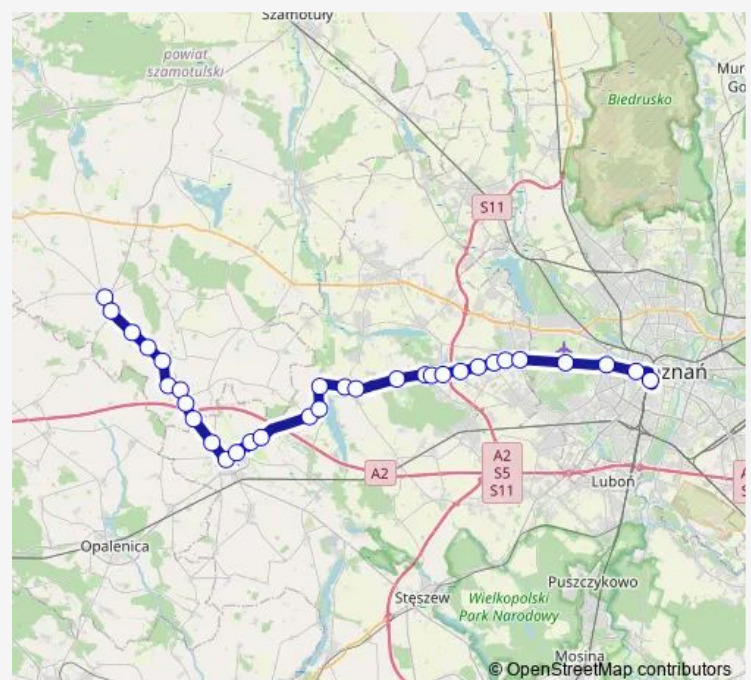 Szamotuły
powiat
szamotulski
Mur
Go
Biedrusko
S11
znań
A2
A2
S5
S11
Luboń
Opalenica
Puszczykowo
Stęszew
Wielkopolski
Park Narodowy
Mosina
© OpenStreetMap contributors